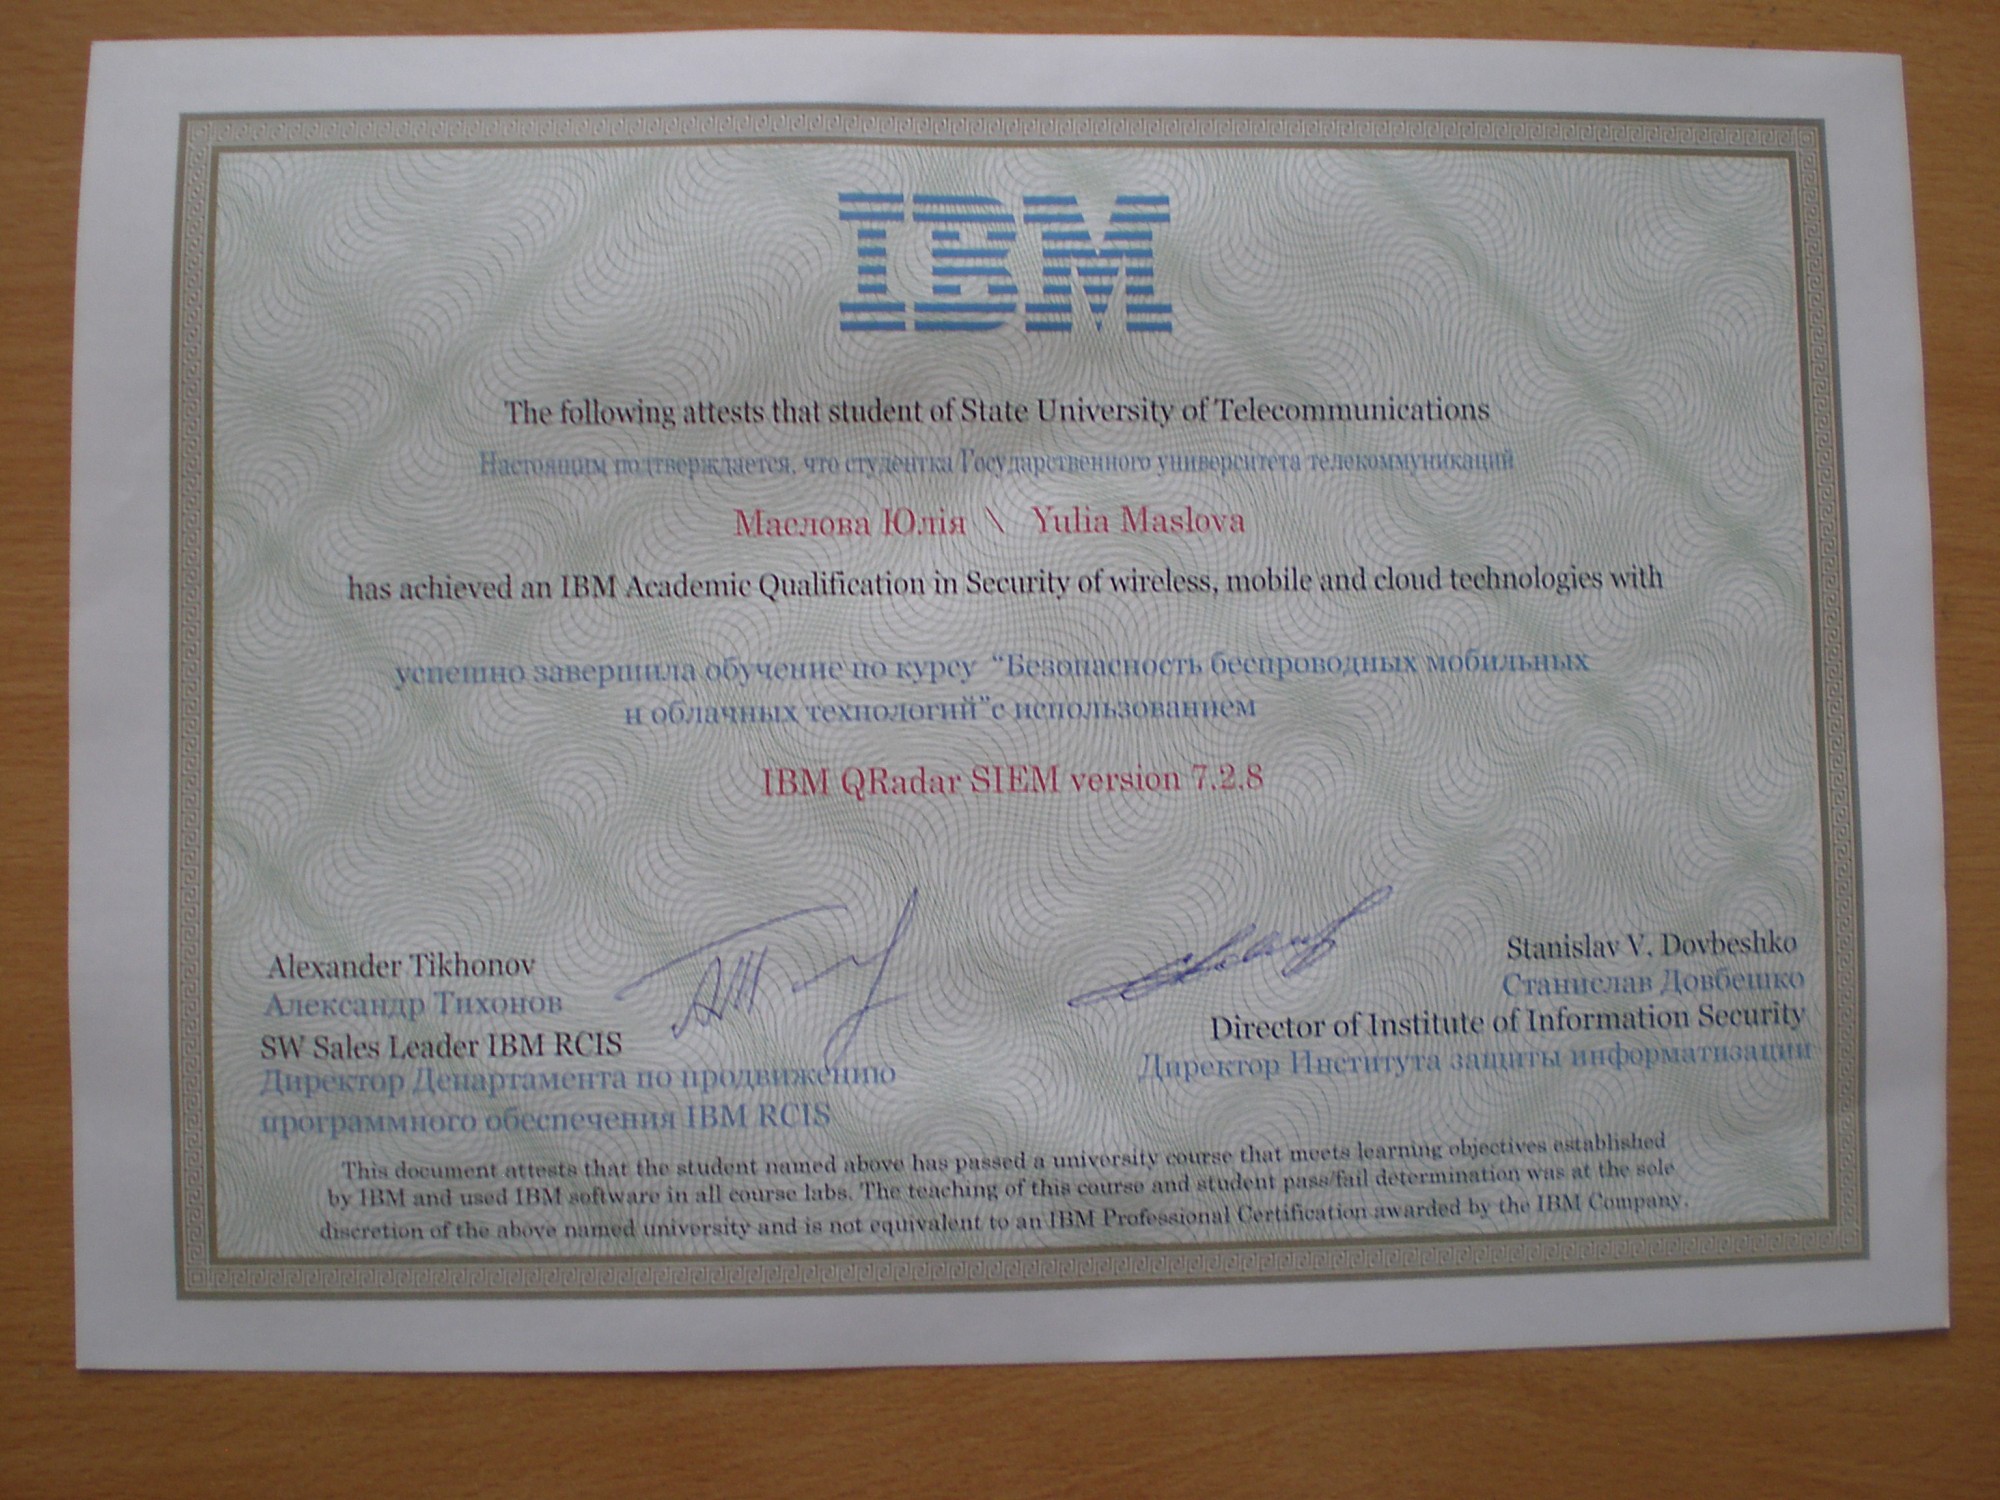 IBM
The following attests that student of State University of Telecommunications
Настоящим подтверждается, что студентка Государственного университета телекоммуникаций
Маслова Юлія \ Yulia Maslova
has achieved an IBM Academic Qualification in Security of wireless, mobile and cloud technologies with
успешно завершила обучение по курсу “Безопасность беспроводных мобильных
и облачных технологий”с использованием
IBM QRadar SIEM version 7.2.8
Alexander Tikhonov
Александр Тихонов
SW Sales Leader IBM RCIS
Директор Департамента по продвижению
программного обеспечения IBM RCIS
Stanislav V. Dovbeshko
Станислав Довбешко
Director of Institute of Information Security
Директор Института защиты информатизации
This document attests that the student named above has passed a university course that meets learning objectives established
by IBM and used IBM software in all course labs. The teaching of this course and student pass/fail determination was at the sole
discretion of the above named university and is not equivalent to an IBM Professional Certification awarded by the IBM Company.